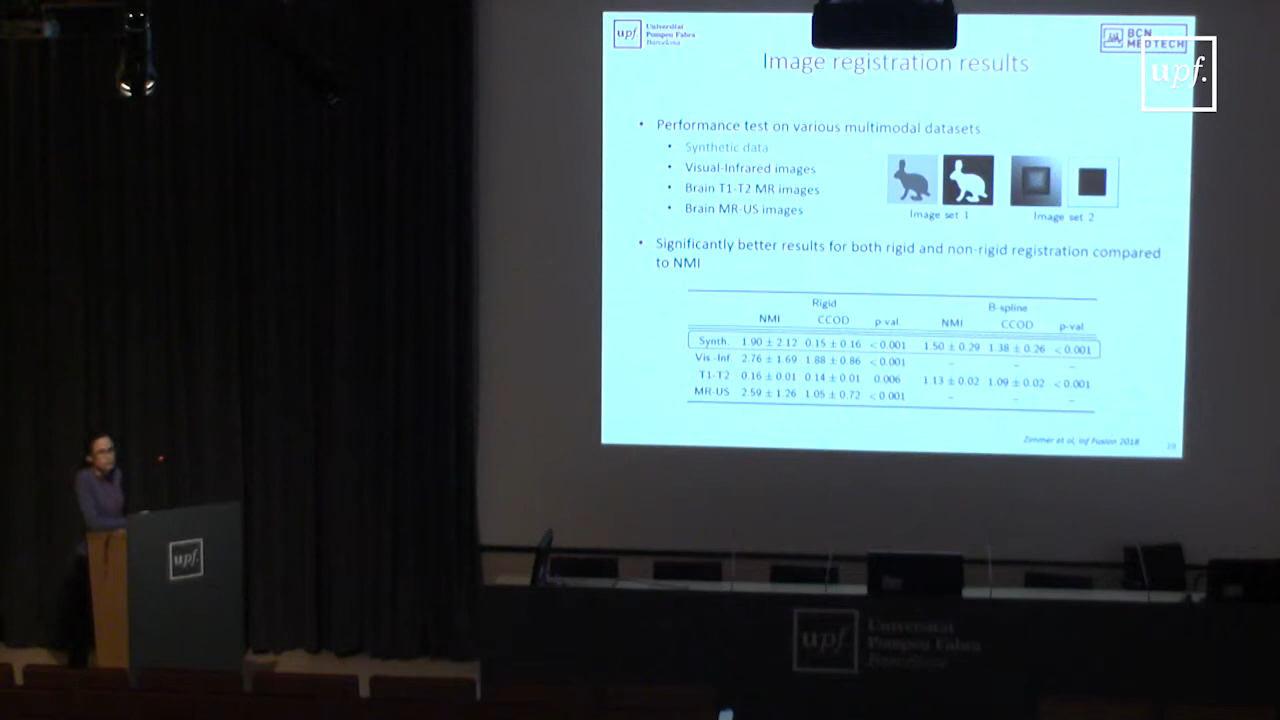 upf.
Universitat
Pompeu Fabra
Barcelona
BCN
MEDTECH
upf.
Image registration results
• Performance test on various multimodal datasets
• Synthetic data
• Visual-Infrared images
• Brain T1-T2 MR images
• Brain MR-US images
Image set 1
Image set 2
• Significantly better results for both rigid and non-rigid registration compared
to NMI
Rigid B-spline
NMI CCOD p-val. NMI CCOD p-val.
Synth. 1.90 ± 2.12 0.15 ± 0.16 < 0.001 1.50 ± 0.29 1.38 ± 0.26 < 0.001
Vis.-Inf. 2.76 ± 1.69 1.88 ± 0.86 < 0.001 – – –
T1-T2 0.16 ± 0.01 0.14 ± 0.01 0.006 1.13 ± 0.02 1.09 ± 0.02 < 0.001
MR-US 2.59 ± 1.26 1.05 ± 0.72 < 0.001 – – –
Zimmer et al, Inf Fusion 2018
upf.
upf.
Universitat
Pompeu Fabra
Barcelona